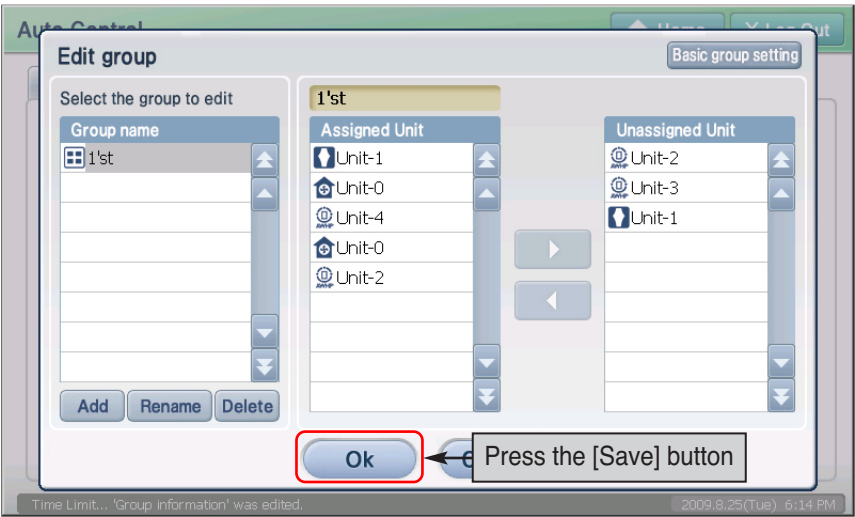 Auto Control
Home
X Log Out
Edit group
Basic group setting
Select the group to edit
1'st
Group name
Assigned Unit
Unassigned Unit
1'st
Unit-1
Unit-2
Unit-0
Unit-3
Unit-4
Unit-1
Unit-0
Unit-2
Add
Rename
Delete
Ok
Press the [Save] button
Time Limit... 'Group information' was edited.
2009.8.25(Tue) 6:14 PM